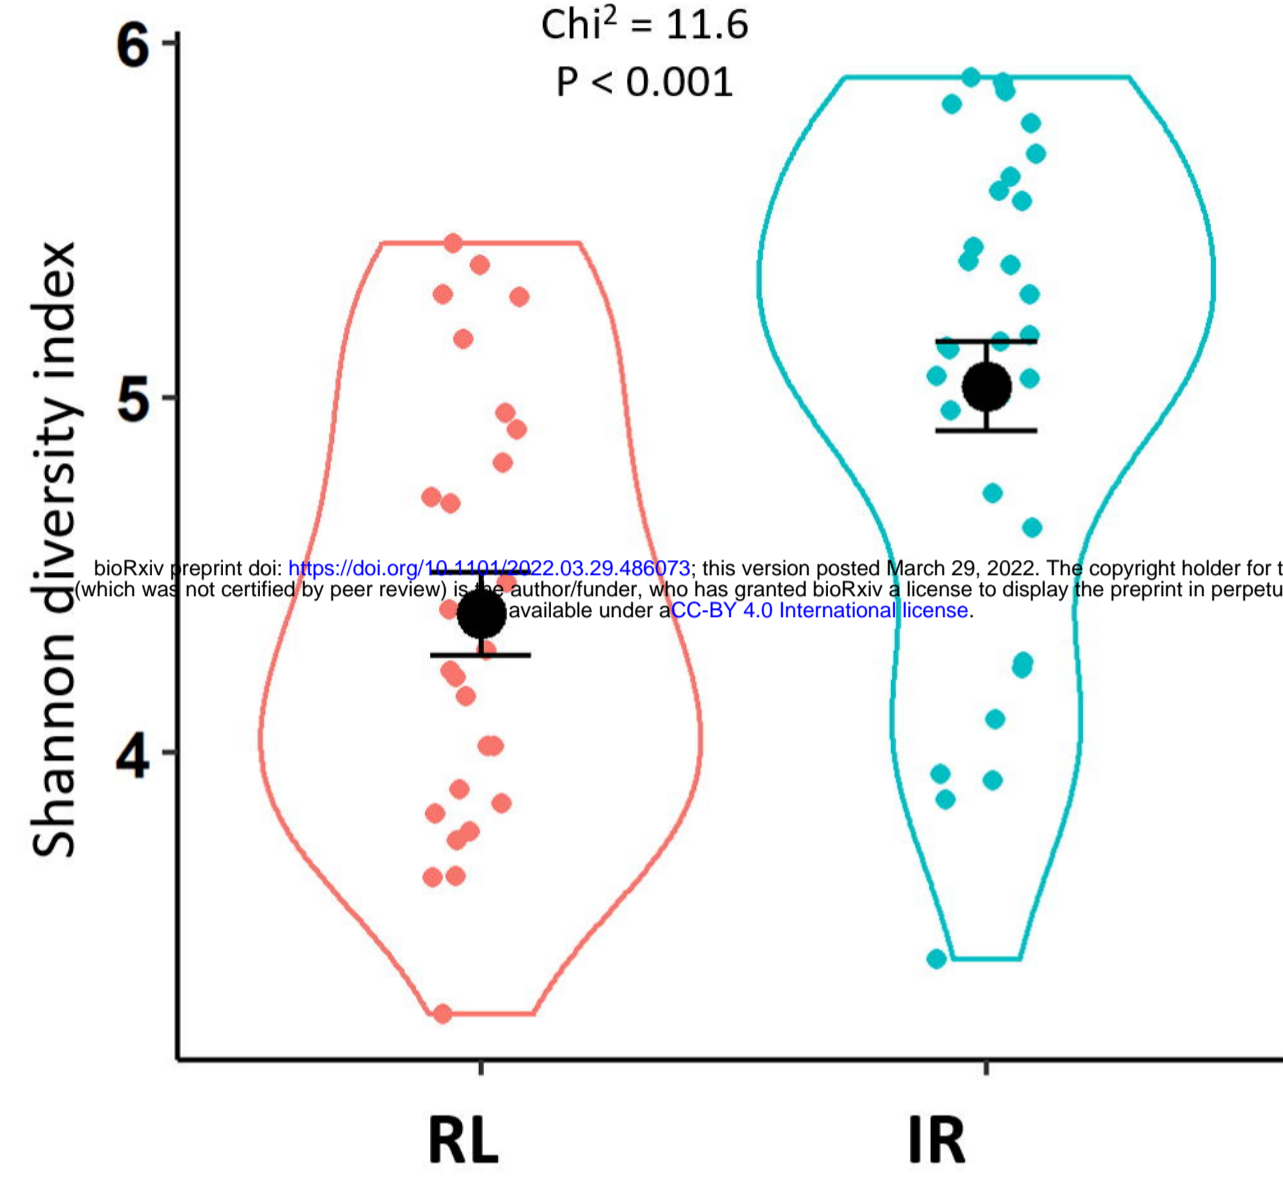 Chi² = 11.6
P < 0.001
6
5
4
Shannon diversity index
bioRxiv preprint doi: https://doi.org/10.1101/2022.03.29.486073; this version posted March 29, 2022. The copyright holder for t
(which was not certified by peer review) is the author/funder, who has granted bioRxiv a license to display the preprint in perpetu
available under aCC-BY 4.0 International license.
RL
IR